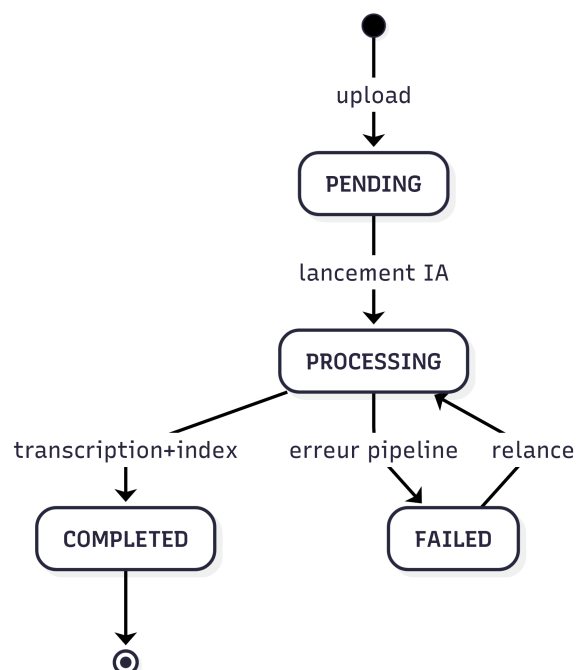 upload
PENDING
lancement IA
PROCESSING
transcription+index
erreur pipeline
relance
COMPLETED
FAILED